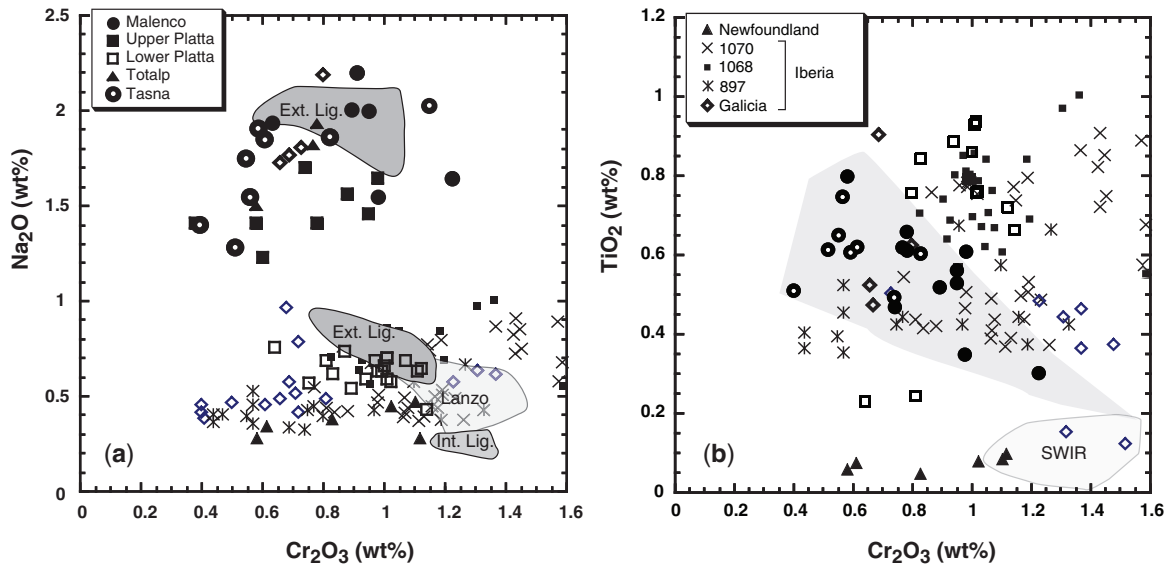 2.5
2
1.5
1
0.5
0
Na2O (wt%)
Malenco
Upper Platta
Lower Platta
Totalp
Tasna
Ext. Lig.
Ext. Lig.
Lanzo
Int. Lig.
(a)
0 0.2 0.4 0.6 0.8 1.0 1.2 1.4 1.6
Cr2O3 (wt%)
1.2
1.0
0.8
0.6
0.4
0.2
0
TiO2 (wt%)
Newfoundland
1070
1068
897
Galicia
Iberia
SWIR
(b)
0 0.2 0.4 0.6 0.8 1.0 1.2 1.4 1.6
Cr2O3 (wt%)